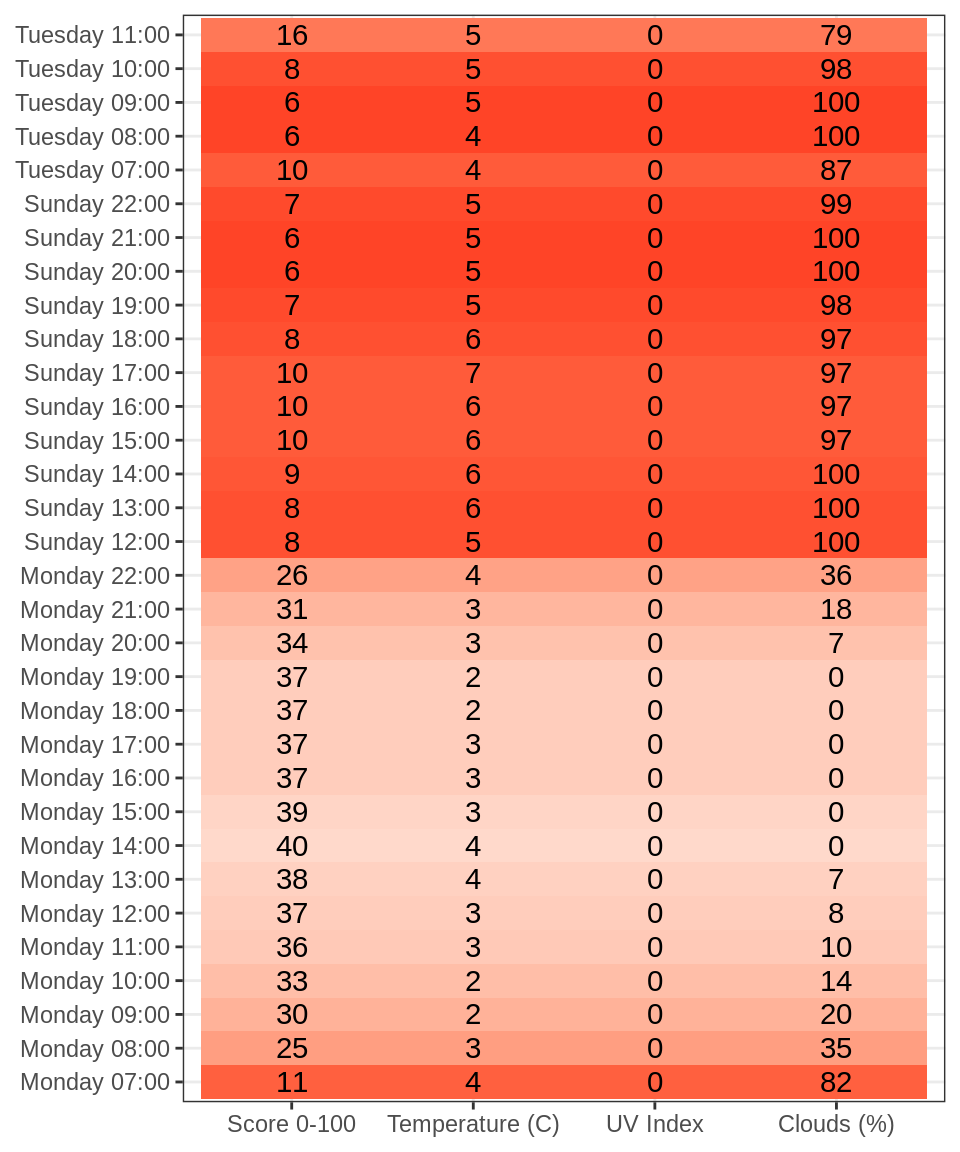 Tuesday 11:00 16 5 0 79
Tuesday 10:00 8 5 0 98
Tuesday 09:00 6 5 0 100
Tuesday 08:00 6 4 0 100
Tuesday 07:00 10 4 0 87
Sunday 22:00 7 5 0 99
Sunday 21:00 6 5 0 100
Sunday 20:00 6 5 0 100
Sunday 19:00 7 5 0 98
Sunday 18:00 8 6 0 97
Sunday 17:00 10 7 0 97
Sunday 16:00 10 6 0 97
Sunday 15:00 10 6 0 97
Sunday 14:00 9 6 0 100
Sunday 13:00 8 6 0 100
Sunday 12:00 8 5 0 100
Monday 22:00 26 4 0 36
Monday 21:00 31 3 0 18
Monday 20:00 34 3 0 7
Monday 19:00 37 2 0 0
Monday 18:00 37 2 0 0
Monday 17:00 37 3 0 0
Monday 16:00 37 3 0 0
Monday 15:00 39 3 0 0
Monday 14:00 40 4 0 0
Monday 13:00 38 4 0 7
Monday 12:00 37 3 0 8
Monday 11:00 36 3 0 10
Monday 10:00 33 2 0 14
Monday 09:00 30 2 0 20
Monday 08:00 25 3 0 35
Monday 07:00 11 4 0 82
Score 0-100 Temperature (C) UV Index Clouds (%)